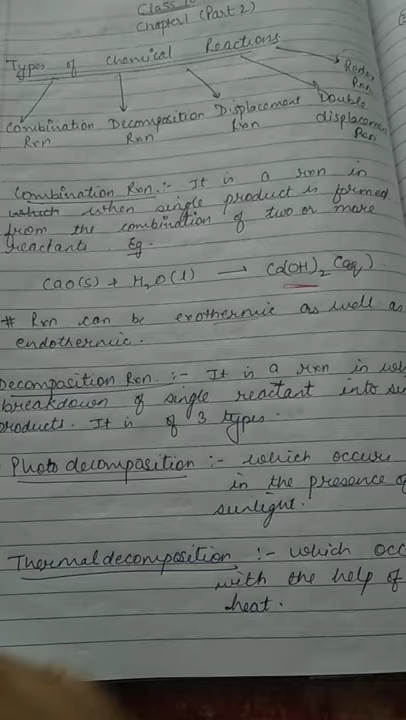 Class 10
Chapter 1 (Part 2)
Types of Chemical Reactions
Combination Rxn
Decomposition Rxn
Displacement Rxn
Double displacement Rxn
Redox Rxn
Combination Rxn :- It is a rxn in
which when single product is formed
from the combination of two or more
reactants. Eg.
CaO(s) + H₂O(l) → Ca(OH)₂ (aq)
# Rxn can be exothermic as well as
endothermic.
Decomposition Rxn. :- It is a rxn in
breakdown of single reactant into
products. It is of 3 types.
Photo decomposition :- which occurs
in the presence of
sunlight.
Thermal decomposition :- which
with the help of
heat.